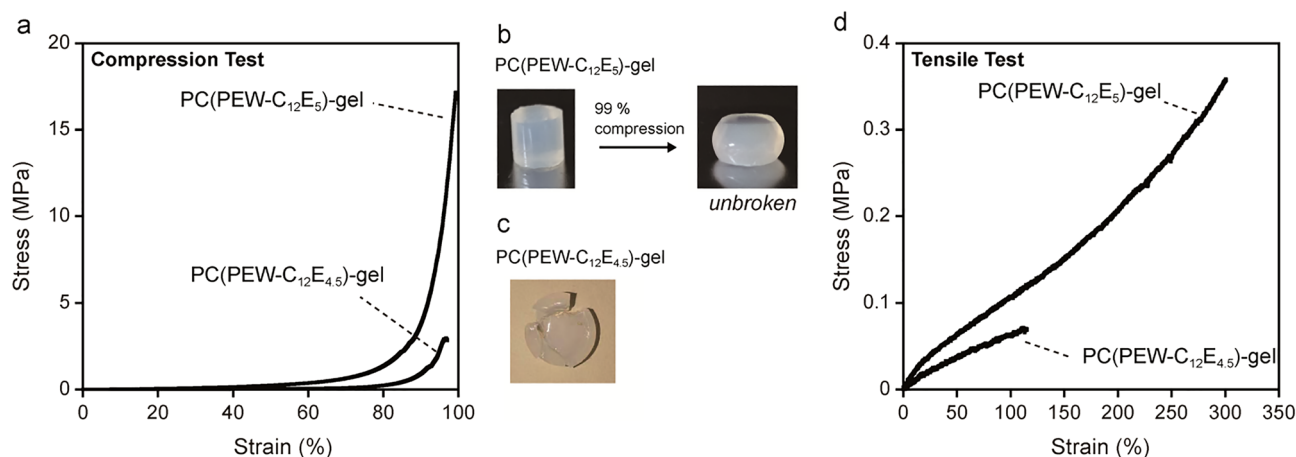 a
20
15
10
5
0
Stress (MPa)
Compression Test
PC(PEW-C₁₂E₅)-gel
PC(PEW-C₁₂E₄.₅)-gel
0 20 40 60 80 100
Strain (%)
b
PC(PEW-C₁₂E₅)-gel
99 %
compression
unbroken
c
PC(PEW-C₁₂E₄.₅)-gel
d
0.4
0.3
0.2
0.1
0
Stress (MPa)
Tensile Test
PC(PEW-C₁₂E₅)-gel
PC(PEW-C₁₂E₄.₅)-gel
0 50 100 150 200 250 300 350
Strain (%)